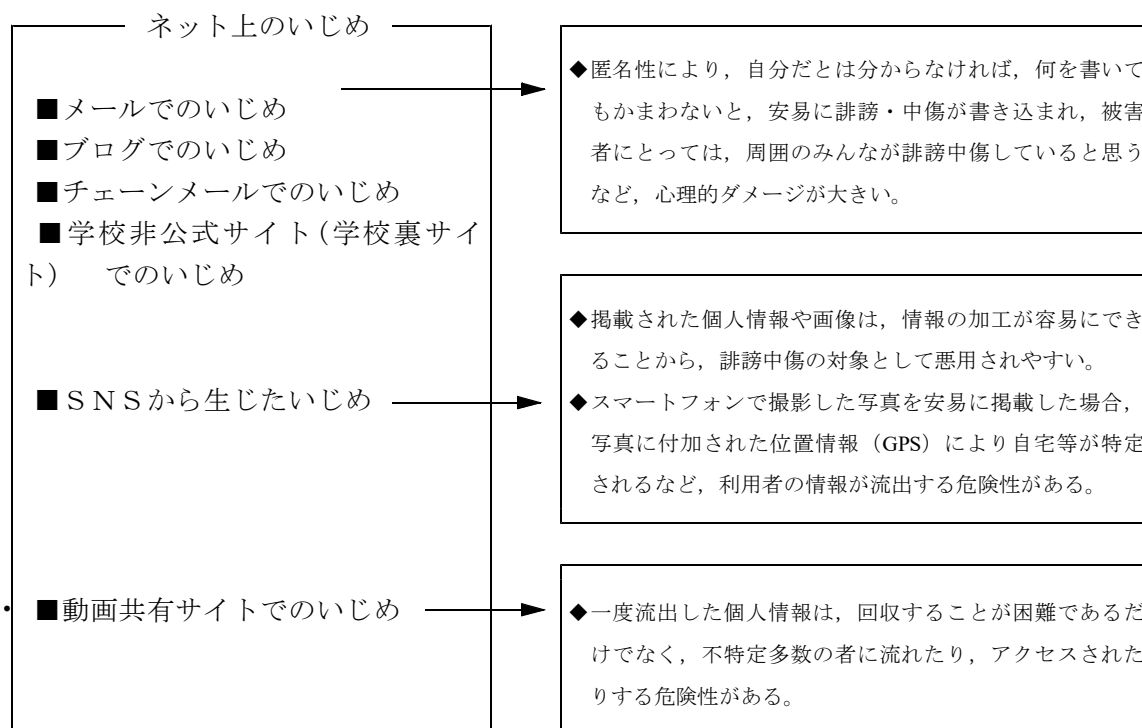 ネット上のいじめ
■メールでのいじめ
■ブログでのいじめ
■チェーンメールでのいじめ
■学校非公式サイト(学校裏サイ
ト) でのいじめ
■ＳＮＳから生じたいじめ
・ ■動画共有サイトでのいじめ
◆匿名性により，自分だとは分からなければ，何を書いて
もかまわないと，安易に誹謗・中傷が書き込まれ，被害
者にとっては，周囲のみんなが誹謗中傷していると思う
など，心理的ダメージが大きい。
◆掲載された個人情報や画像は，情報の加工が容易にでき
ることから，誹謗中傷の対象として悪用されやすい。
◆スマートフォンで撮影した写真を安易に掲載した場合，
写真に付加された位置情報（GPS）により自宅等が特定
されるなど，利用者の情報が流出する危険性がある。
◆一度流出した個人情報は，回収することが困難であるだ
けでなく，不特定多数の者に流れたり，アクセスされた
りする危険性がある。